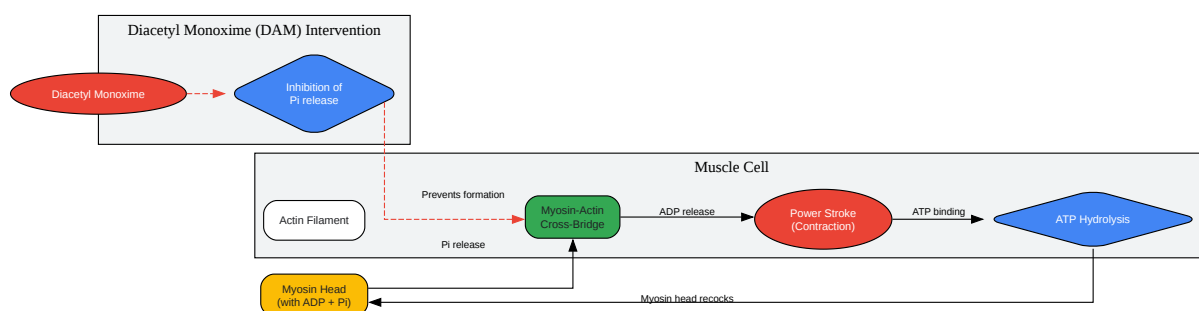 Diacetyl Monoxime (DAM) Intervention
Diacetyl Monoxime
Inhibition of
Pi release
Muscle Cell
Prevents formation
Actin Filament
Myosin-Actin
Cross-Bridge
ADP release
Power Stroke
(Contraction)
ATP binding
ATP Hydrolysis
Pi release
Myosin Head
(with ADP + Pi)
Myosin head recocks